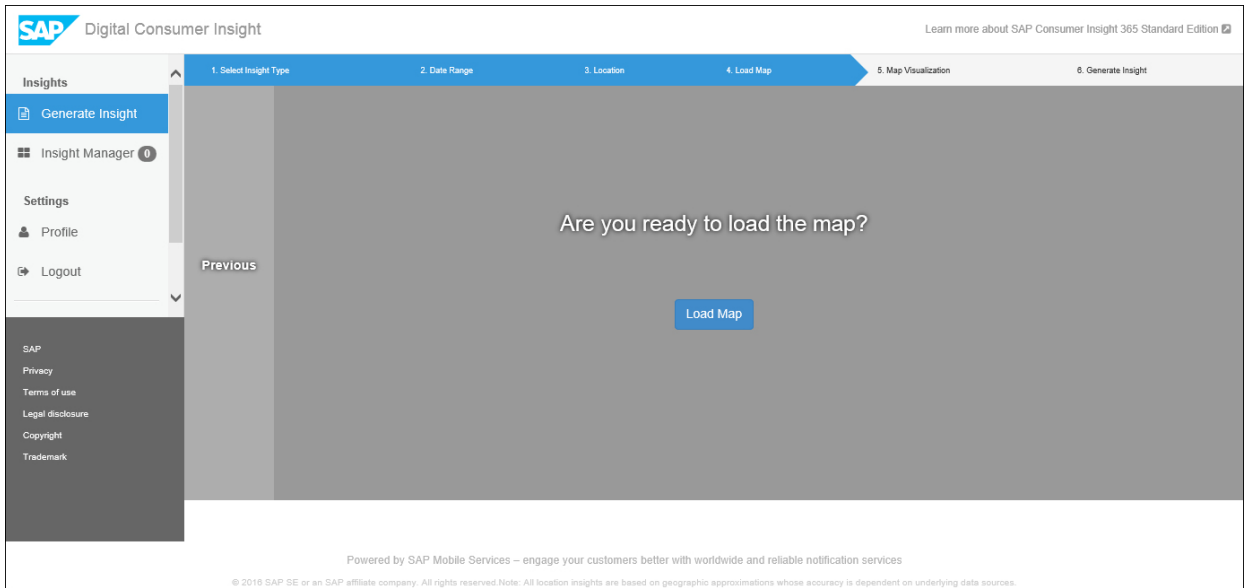 SAP Digital Consumer Insight
Learn more about SAP Consumer Insight 365 Standard Edition
Insights
Generate Insight
Insight Manager 0
Settings
Profile
Logout
SAP
Privacy
Terms of use
Legal disclosure
Copyright
Trademark
1. Select Insight Type
2. Date Range
3. Location
4. Load Map
5. Map Visualization
6. Generate Insight
Previous
Are you ready to load the map?
Load Map
Powered by SAP Mobile Services – engage your customers better with worldwide and reliable notification services
© 2016 SAP SE or an SAP affiliate company. All rights reserved.Note: All location insights are based on geographic approximations whose accuracy is dependent on underlying data sources.